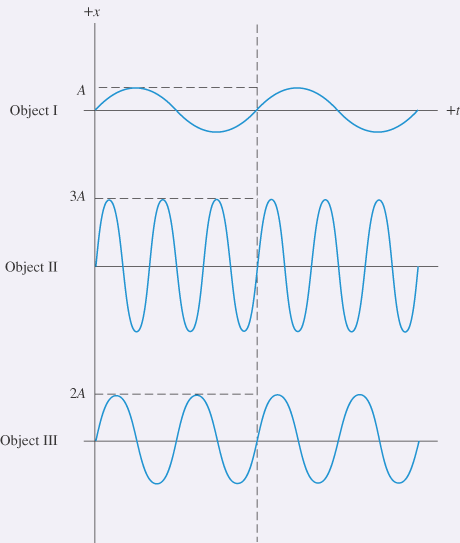 +x
A
Object I
+t
3A
Object II
2A
Object III